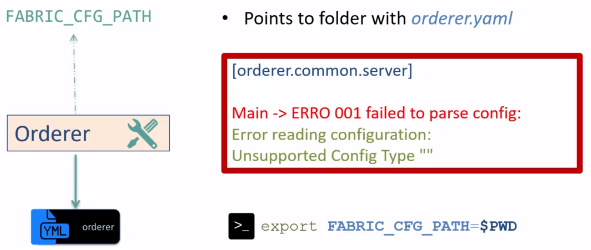 FABRIC_CFG_PATH
• Points to folder with orderer.yaml
[orderer.common.server]
Main -> ERRO 001 failed to parse config:
Error reading configuration:
Unsupported Config Type ""
Orderer
YML orderer
>_ export FABRIC_CFG_PATH=$PWD